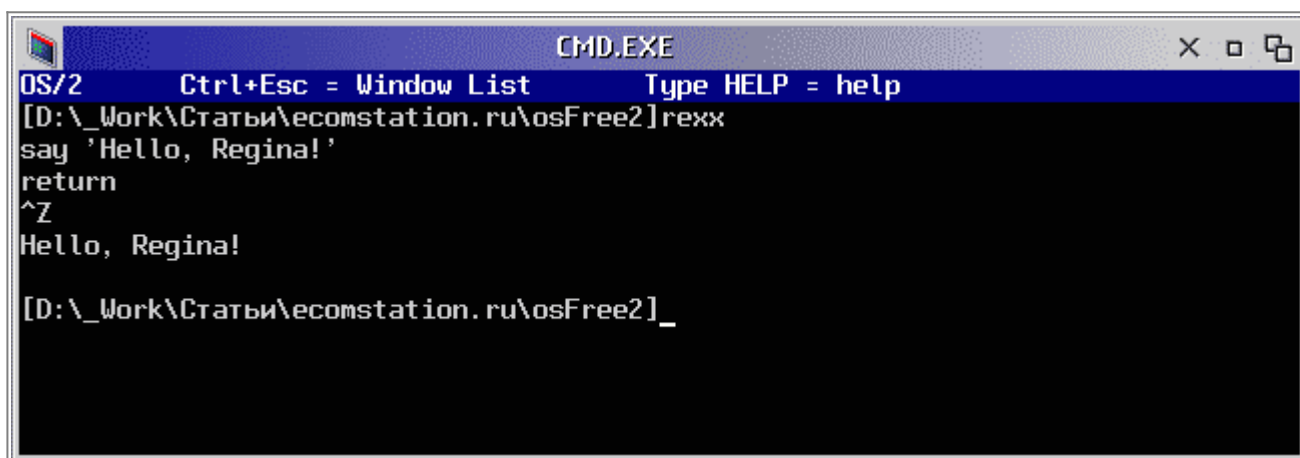 CMD.EXE
OS/2 Ctrl+Esc = Window List Type HELP = help
[D:\_Work\Статьи\ecomstation.ru\osFree2]rexx
say 'Hello, Regina!'
return
^Z
Hello, Regina!
[D:\_Work\Статьи\ecomstation.ru\osFree2]_